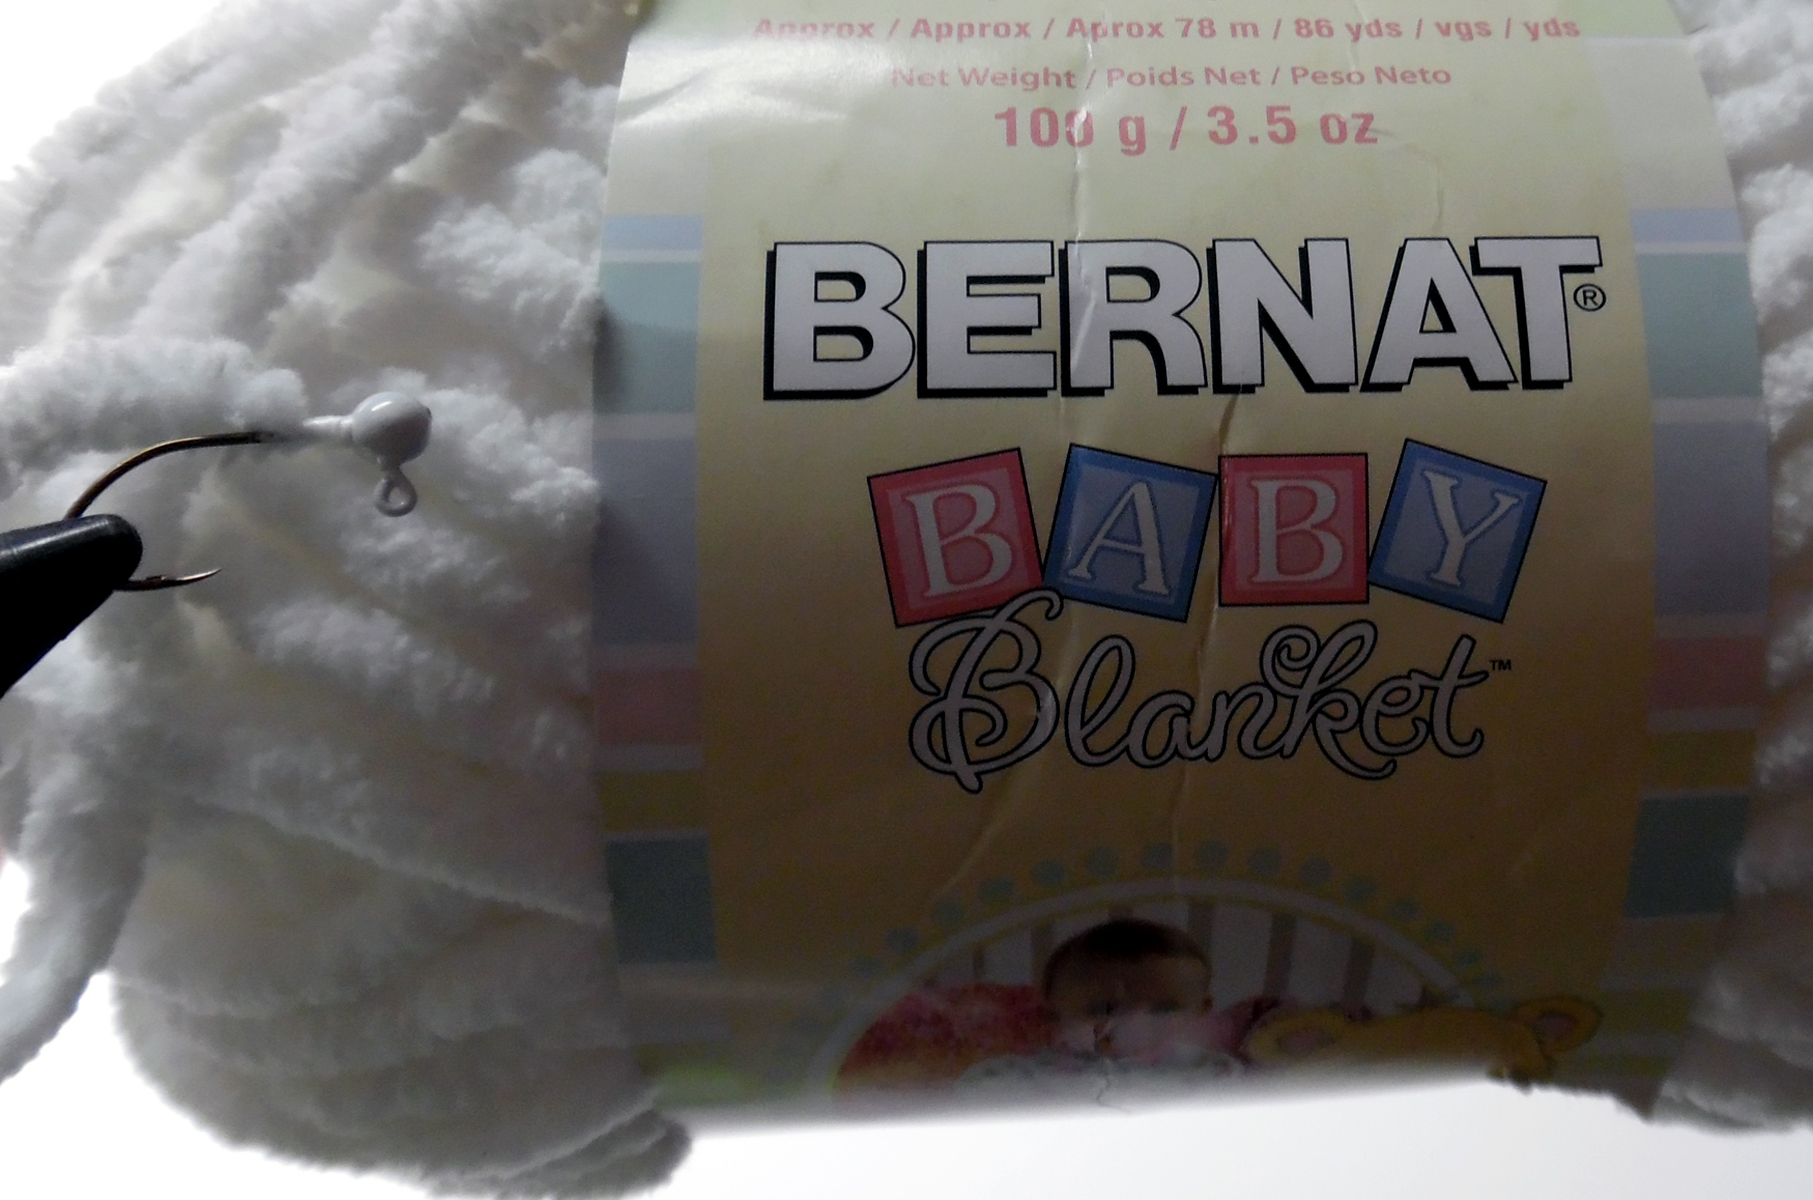 Approx / Approx / Aprox 78 m / 86 yds / vgs / yds
Net Weight / Poids Net / Peso Neto
100 g / 3.5 oz
BERNAT®
BABY
Blanket™